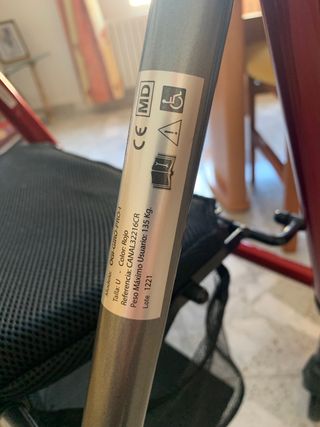 CE MD
Talla: U - Color: Rojo
Referencia: CANAL32216CR
Peso Máximo Usuario: 135 Kg.
Lote 1221